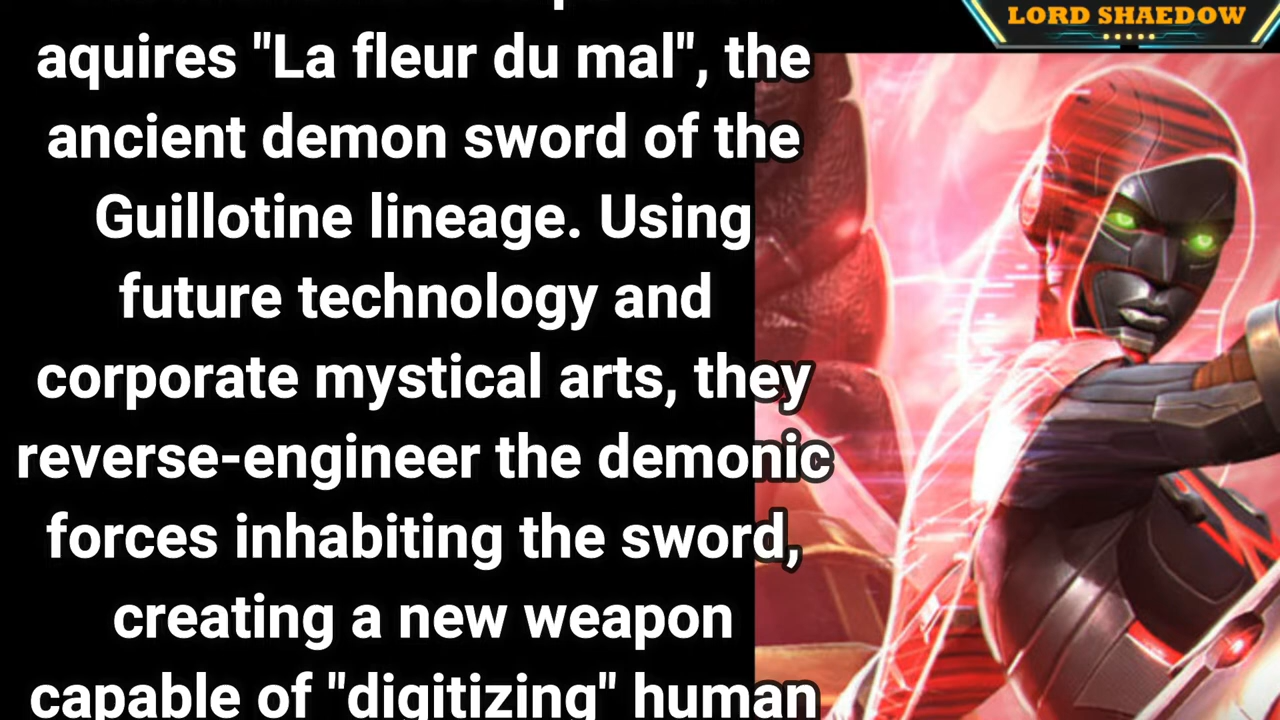 LORD SHAEDOW
aquires "La fleur du mal", the
ancient demon sword of the
Guillotine lineage. Using
future technology and
corporate mystical arts, they
reverse-engineer the demonic
forces inhabiting the sword,
creating a new weapon
capable of "digitizing" human